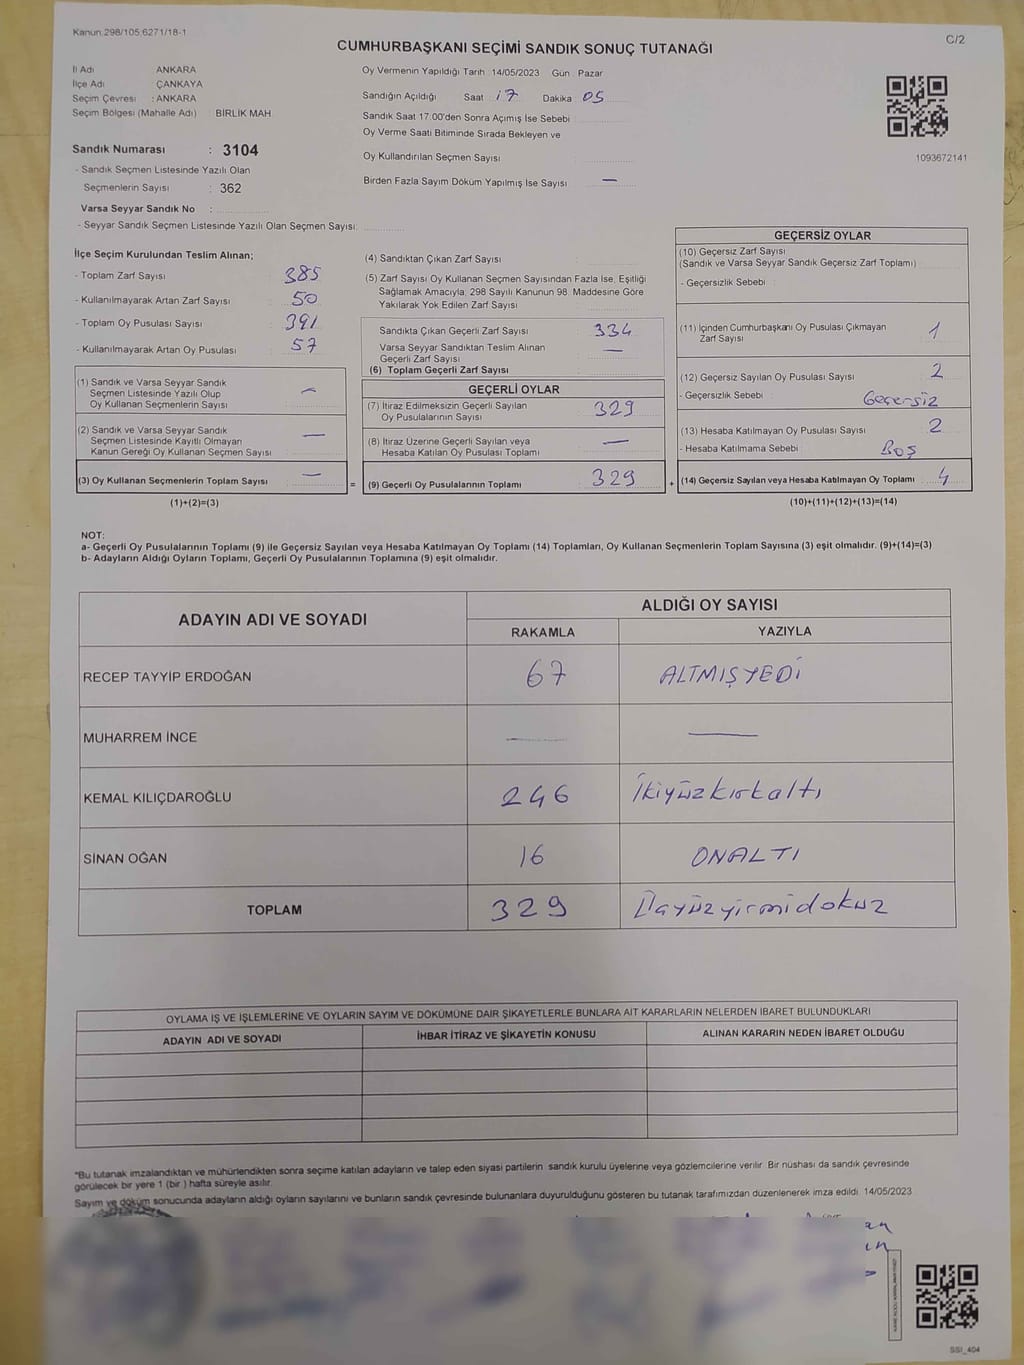 Kanun.298/105,6271/18-1
C/2
CUMHURBAŞKANI SEÇİMİ SANDIK SONUÇ TUTANAĞI
İl Adı ANKARA
İlçe Adı ÇANKAYA
Seçim Çevresi : ANKARA
Seçim Bölgesi (Mahalle Adı) BİRLİK MAH
Sandık Numarası : 3104
- Sandık Seçmen Listesinde Yazılı Olan
Seçmenlerin Sayısı : 362
Varsa Seyyar Sandık No :
- Seyyar Sandık Seçmen Listesinde Yazılı Olan Seçmen Sayısı:
Oy Vermenin Yapıldığı Tarih 14/05/2023 Gün Pazar
Sandığın Açıldığı Saat 17 Dakika 05
Sandık Saat 17:00'den Sonra Açımış İse Sebebi
Oy Verme Saati Bitiminde Sırada Bekleyen ve
Oy Kullandırılan Seçmen Sayısı
Birden Fazla Sayım Döküm Yapılmış İse Sayısı —
1093672141
İlçe Seçim Kurulundan Teslim Alınan;
- Toplam Zarf Sayısı 385
- Kullanılmayarak Artan Zarf Sayısı 50
- Toplam Oy Pusulası Sayısı 391
- Kullanılmayarak Artan Oy Pusulası 57
(1) Sandık ve Varsa Seyyar Sandık
Seçmen Listesinde Yazılı Olup
Oy Kullanan Seçmenlerin Sayısı —
(2) Sandık ve Varsa Seyyar Sandık
Seçmen Listesinde Kayıtlı Olmayan
Kanun Gereği Oy Kullanan Seçmen Sayısı —
(3) Oy Kullanan Seçmenlerin Toplam Sayısı —
(1)+(2)=(3)
(4) Sandıktan Çıkan Zarf Sayısı
(5) Zarf Sayısı Oy Kullanan Seçmen Sayısından Fazla İse, Eşitliği
Sağlamak Amacıyla; 298 Sayılı Kanunun 98. Maddesine Göre
Yakılarak Yok Edilen Zarf Sayısı
Sandıkta Çıkan Geçerli Zarf Sayısı 334
Varsa Seyyar Sandıktan Teslim Alınan
Geçerli Zarf Sayısı —
(6) Toplam Geçerli Zarf Sayısı
GEÇERLİ OYLAR
(7) İtiraz Edilmeksizin Geçerli Sayılan
Oy Pusulalarının Sayısı 329
(8) İtiraz Üzerine Geçerli Sayılan veya
Hesaba Katılan Oy Pusulası Toplamı —
= (9) Geçerli Oy Pusulalarının Toplamı 329 +
GEÇERSİZ OYLAR
(10) Geçersiz Zarf Sayısı
(Sandık ve Varsa Seyyar Sandık Geçersiz Zarf Toplamı)
- Geçersizlik Sebebi :
(11) İçinden Cumhurbaşkanı Oy Pusulası Çıkmayan
Zarf Sayısı 1
(12) Geçersiz Sayılan Oy Pusulası Sayısı 2
- Geçersizlik Sebebi : Geçersiz
(13) Hesaba Katılmayan Oy Pusulası Sayısı 2
- Hesaba Katılmama Sebebi : Boş
(14) Geçersiz Sayılan veya Hesaba Katılmayan Oy Toplamı 4
(10)+(11)+(12)+(13)=(14)
NOT:
a- Geçerli Oy Pusulalarının Toplamı (9) ile Geçersiz Sayılan veya Hesaba Katılmayan Oy Toplamı (14) Toplamları, Oy Kullanan Seçmenlerin Toplam Sayısına (3) eşit olmalıdır. (9)+(14)=(3)
b- Adayların Aldığı Oyların Toplamı, Geçerli Oy Pusulalarının Toplamına (9) eşit olmalıdır.
ADAYIN ADI VE SOYADI
ALDIĞI OY SAYISI
RAKAMLA YAZIYLA
RECEP TAYYİP ERDOĞAN 67 ALTMIŞYEDİ
MUHARREM İNCE — —
KEMAL KILIÇDAROĞLU 246 İkiyüzkırkaltı
SİNAN OĞAN 16 ONALTI
TOPLAM 329 Üçyüzyirmidokuz
OYLAMA İŞ VE İŞLEMLERİNE VE OYLARIN SAYIM VE DÖKÜMÜNE DAİR ŞİKAYETLERLE BUNLARA AİT KARARLARIN NELERDEN İBARET BULUNDUKLARI
ADAYIN ADI VE SOYADI İHBAR İTİRAZ VE ŞİKAYETİN KONUSU ALINAN KARARIN NEDEN İBARET OLDUĞU
*Bu tutanak imzalandıktan ve mühürlendikten sonra seçime katılan adayların ve talep eden siyasi partilerin sandık kurulu üyelerine veya gözlemcilerine verilir. Bir nüshası da sandık çevresinde
görülecek bir yere 1 (bir) hafta süreyle asılır.
Sayım ve döküm sonucunda adayların aldığı oyların sayılarını ve bunların sandık çevresinde bulunanlara duyurulduğunu gösteren bu tutanak tarafımızdan düzenlenerek imza edildi. 14/05/2023
SSI_404